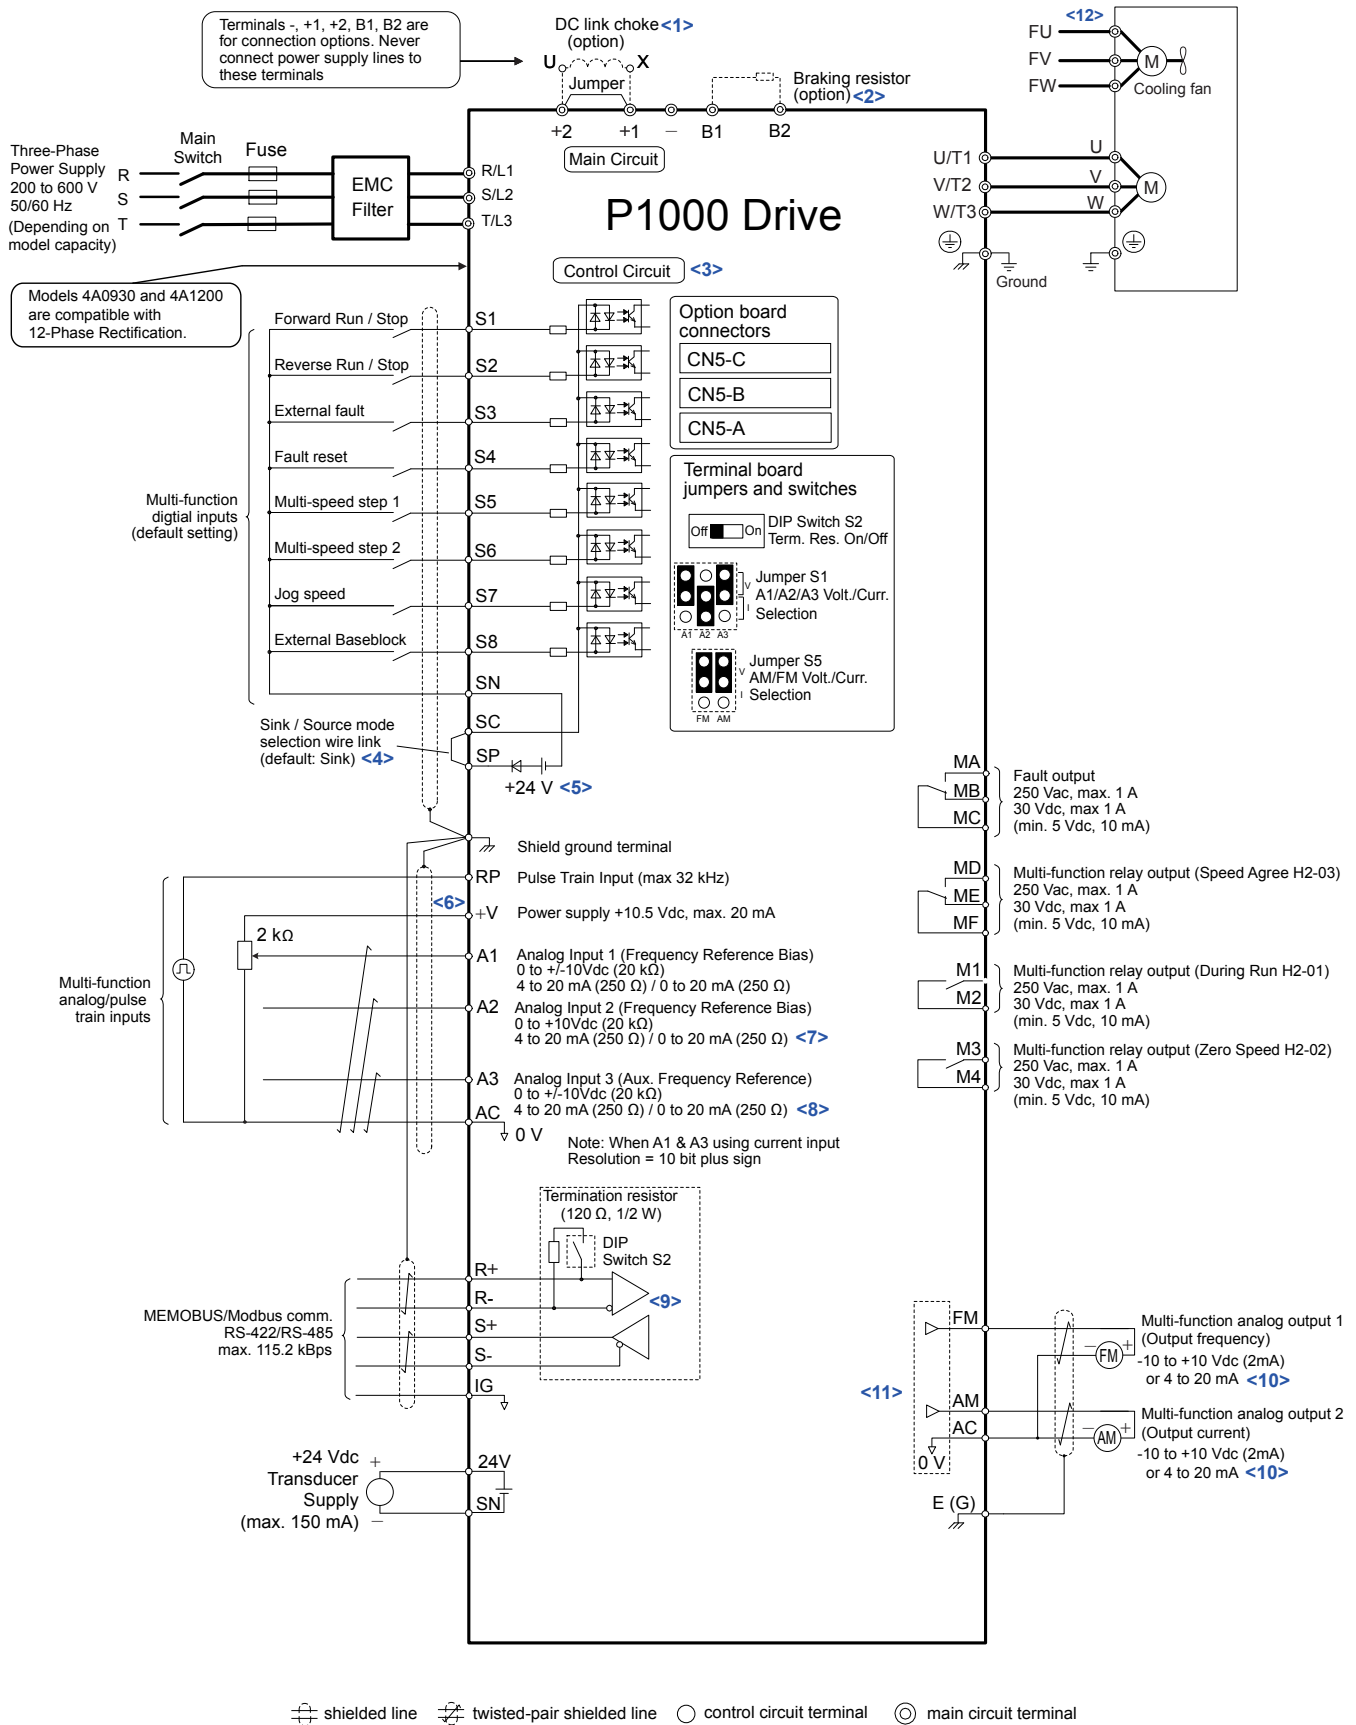 Terminals -, +1, +2, B1, B2 are
for connection options. Never
connect power supply lines to
these terminals
DC link choke <1>
(option)
U X
Jumper
Braking resistor
(option) <2>
+2 +1 − B1 B2
Main Circuit
<12>
FU
FV
FW
M
Cooling fan
Three-Phase
Power Supply
200 to 600 V
50/60 Hz
(Depending on
model capacity)
R
S
T
Main
Switch
Fuse
EMC
Filter
R/L1
S/L2
T/L3
P1000 Drive
U/T1
V/T2
W/T3
U
V
W
M
Ground
Control Circuit <3>
Models 4A0930 and 4A1200
are compatible with
12-Phase Rectification.
Multi-function
digtial inputs
(default setting)
Forward Run / Stop S1
Reverse Run / Stop S2
External fault S3
Fault reset S4
Multi-speed step 1 S5
Multi-speed step 2 S6
Jog speed S7
External Baseblock S8
SN
SC
SP
Sink / Source mode
selection wire link
(default: Sink) <4>
+24 V <5>
Option board
connectors
CN5-C
CN5-B
CN5-A
Terminal board
jumpers and switches
Off On DIP Switch S2
Term. Res. On/Off
V
I
Jumper S1
A1/A2/A3 Volt./Curr.
Selection
A1 A2 A3
V
I
Jumper S5
AM/FM Volt./Curr.
Selection
FM AM
MA
MB
MC
Fault output
250 Vac, max. 1 A
30 Vdc, max 1 A
(min. 5 Vdc, 10 mA)
MD
ME
MF
Multi-function relay output (Speed Agree H2-03)
250 Vac, max. 1 A
30 Vdc, max 1 A
(min. 5 Vdc, 10 mA)
M1
M2
Multi-function relay output (During Run H2-01)
250 Vac, max. 1 A
30 Vdc, max 1 A
(min. 5 Vdc, 10 mA)
M3
M4
Multi-function relay output (Zero Speed H2-02)
250 Vac, max. 1 A
30 Vdc, max 1 A
(min. 5 Vdc, 10 mA)
Shield ground terminal
Multi-function
analog/pulse
train inputs
2 kΩ
<6>
RP Pulse Train Input (max 32 kHz)
+V Power supply +10.5 Vdc, max. 20 mA
A1 Analog Input 1 (Frequency Reference Bias)
0 to +/-10Vdc (20 kΩ)
4 to 20 mA (250 Ω) / 0 to 20 mA (250 Ω)
A2 Analog Input 2 (Frequency Reference Bias)
0 to +10Vdc (20 kΩ)
4 to 20 mA (250 Ω) / 0 to 20 mA (250 Ω) <7>
A3 Analog Input 3 (Aux. Frequency Reference)
0 to +/-10Vdc (20 kΩ)
4 to 20 mA (250 Ω) / 0 to 20 mA (250 Ω) <8>
AC
0 V
Note: When A1 & A3 using current input
Resolution = 10 bit plus sign
Termination resistor
(120 Ω, 1/2 W)
DIP
Switch S2
<9>
MEMOBUS/Modbus comm.
RS-422/RS-485
max. 115.2 kBps
R+
R-
S+
S-
IG
+24 Vdc
Transducer
Supply
(max. 150 mA)
+
−
24V
SN
<11>
FM
AM
AC
0 V
E (G)
− FM +
− AM +
Multi-function analog output 1
(Output frequency)
-10 to +10 Vdc (2mA)
or 4 to 20 mA <10>
Multi-function analog output 2
(Output current)
-10 to +10 Vdc (2mA)
or 4 to 20 mA <10>
shielded line twisted-pair shielded line control circuit terminal main circuit terminal